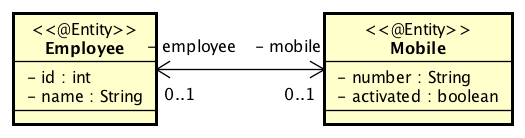 <<@Entity>>
Employee
- id : int
- name : String
- employee
- mobile
0..1
0..1
<<@Entity>>
Mobile
- number : String
- activated : boolean